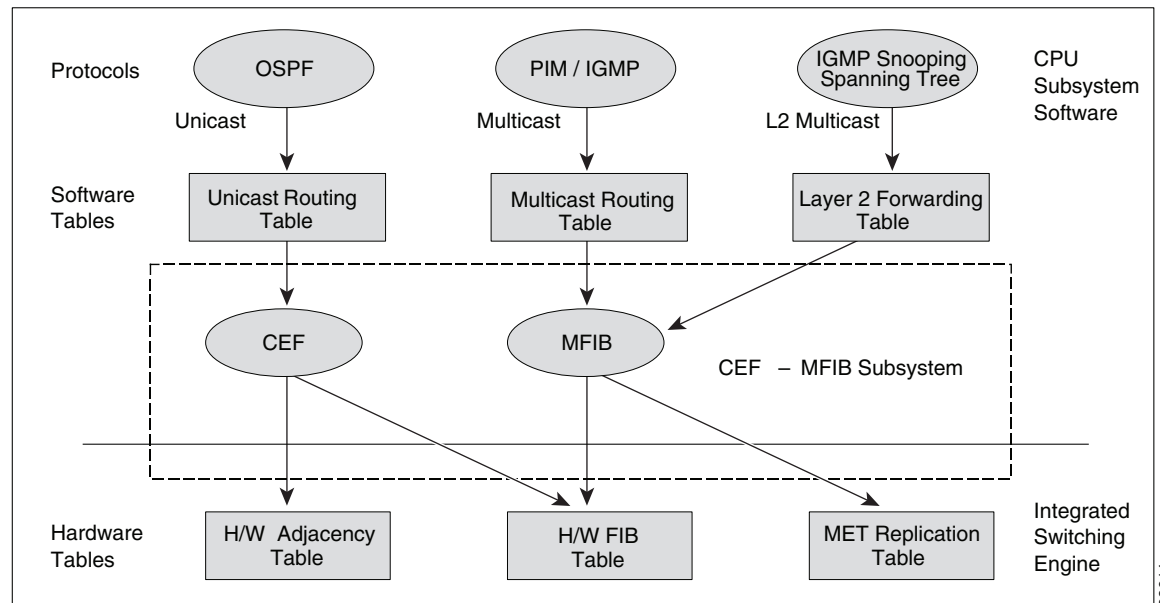 Protocols
OSPF
PIM / IGMP
IGMP Snooping
Spanning Tree
CPU
Subsystem
Software
Unicast
Multicast
L2 Multicast
Software
Tables
Unicast Routing
Table
Multicast Routing
Table
Layer 2 Forwarding
Table
CEF
MFIB
CEF – MFIB Subsystem
Hardware
Tables
H/W Adjacency
Table
H/W FIB
Table
MET Replication
Table
Integrated
Switching
Engine